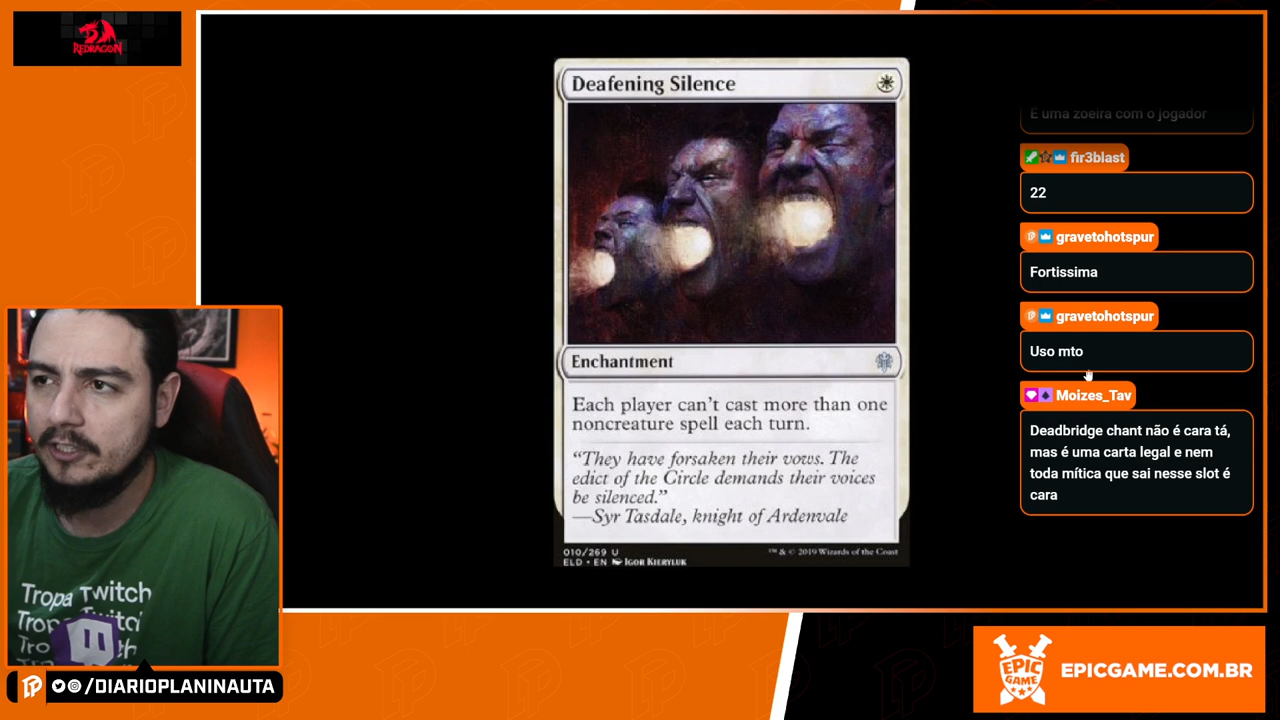 REDRAGON
Deafening Silence
Enchantment
Each player can't cast more than one
noncreature spell each turn.
“They have forsaken their vows. The
edict of the Circle demands their voices
be silenced.”
—Syr Tasdale, knight of Ardenvale
010/269 U
ELD • EN Igor Kieryluk
™ & © 2019 Wizards of the Coast
É uma zoeira com o jogador
fir3blast
22
gravetohotspur
Fortissima
gravetohotspur
Uso mto
Moizes_Tav
Deadbridge chant não é cara tá,
mas é uma carta legal e nem
toda mítica que sai nesse slot é
cara
Tropa Twitch
/DIARIOPLANINAUTA
EPIC
GAME
EPICGAME.COM.BR